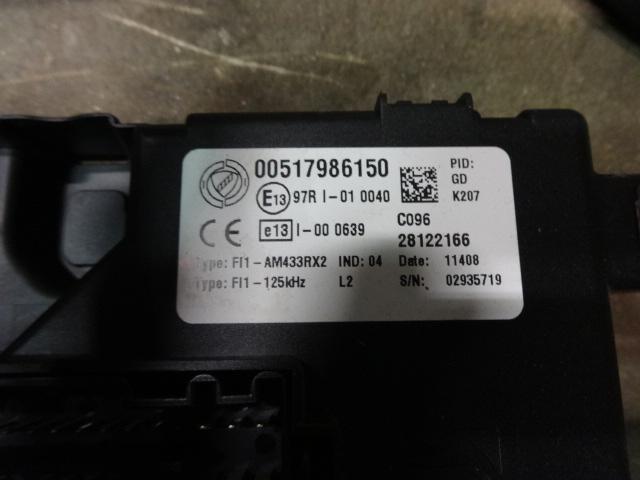 00517986150
PID:
GD
K207
E13 97R I-01 0040
e13 I-00 0639
C096
28122166
CE
Type: FI1-AM433RX2 IND: 04 Date: 11408
Type: FI1-125kHz L2 S/N: 02935719